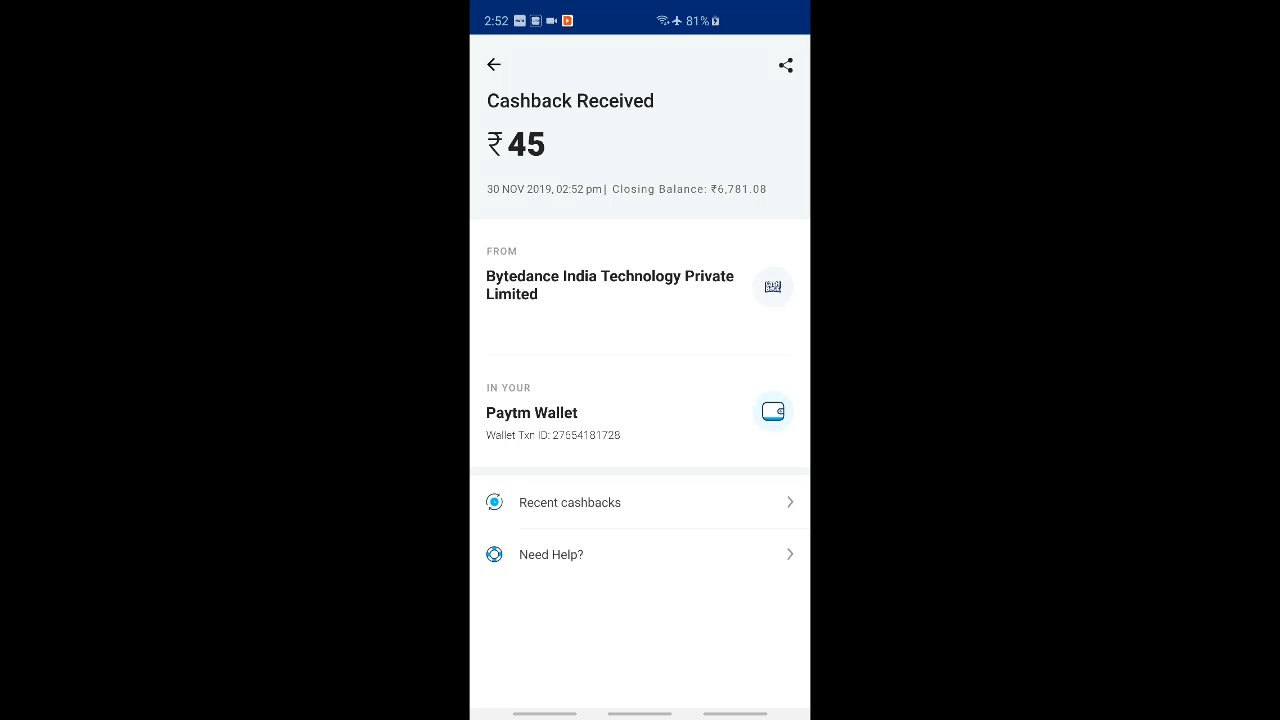 2:52 81%
Cashback Received
₹45
30 NOV 2019, 02:52 pm| Closing Balance: ₹6,781.08
FROM
Bytedance India Technology Private
Limited
IN YOUR
Paytm Wallet
Wallet Txn ID: 27654181728
Recent cashbacks
Need Help?